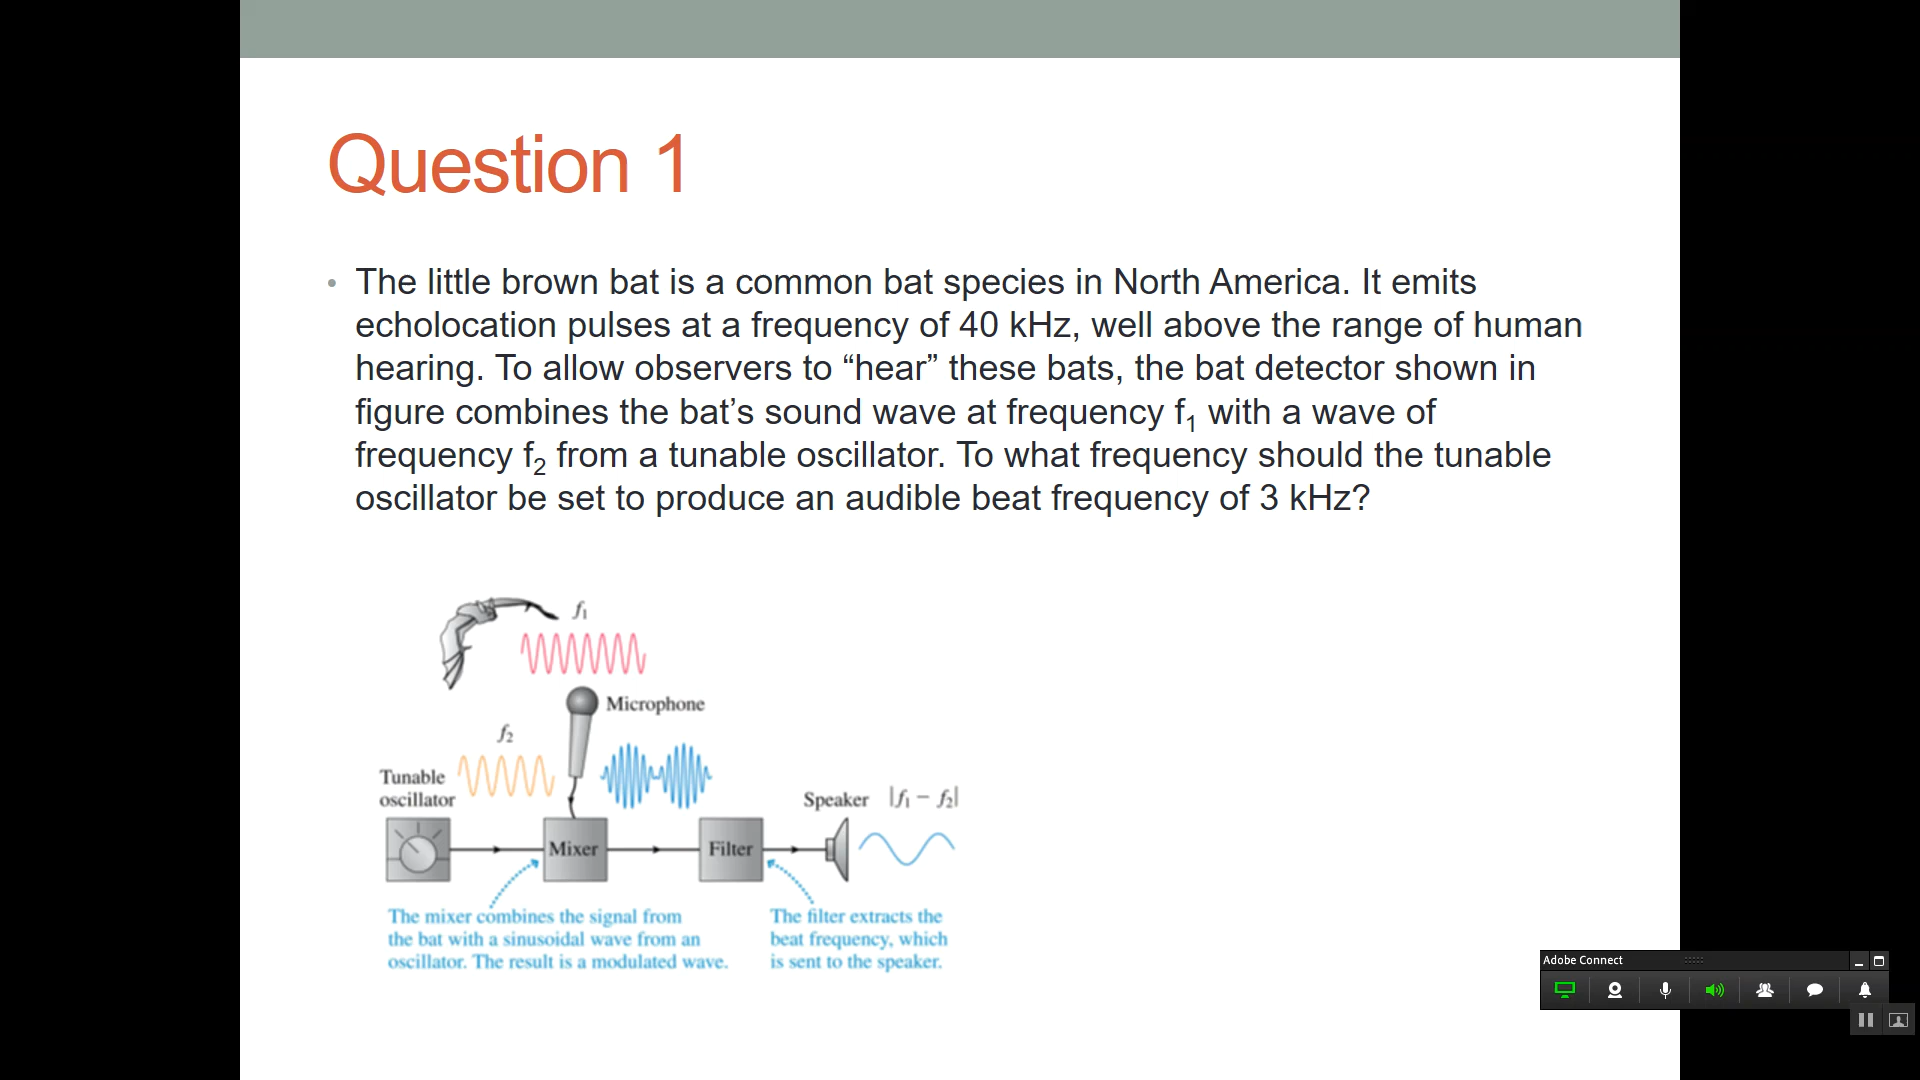 Question 1
• The little brown bat is a common bat species in North America. It emits
echolocation pulses at a frequency of 40 kHz, well above the range of human
hearing. To allow observers to “hear” these bats, the bat detector shown in
figure combines the bat’s sound wave at frequency f₁ with a wave of
frequency f₂ from a tunable oscillator. To what frequency should the tunable
oscillator be set to produce an audible beat frequency of 3 kHz?
f₁
Microphone
f₂
Tunable
oscillator
Speaker |f₁ − f₂|
Mixer
Filter
The mixer combines the signal from
the bat with a sinusoidal wave from an
oscillator. The result is a modulated wave.
The filter extracts the
beat frequency, which
is sent to the speaker.
Adobe Connect